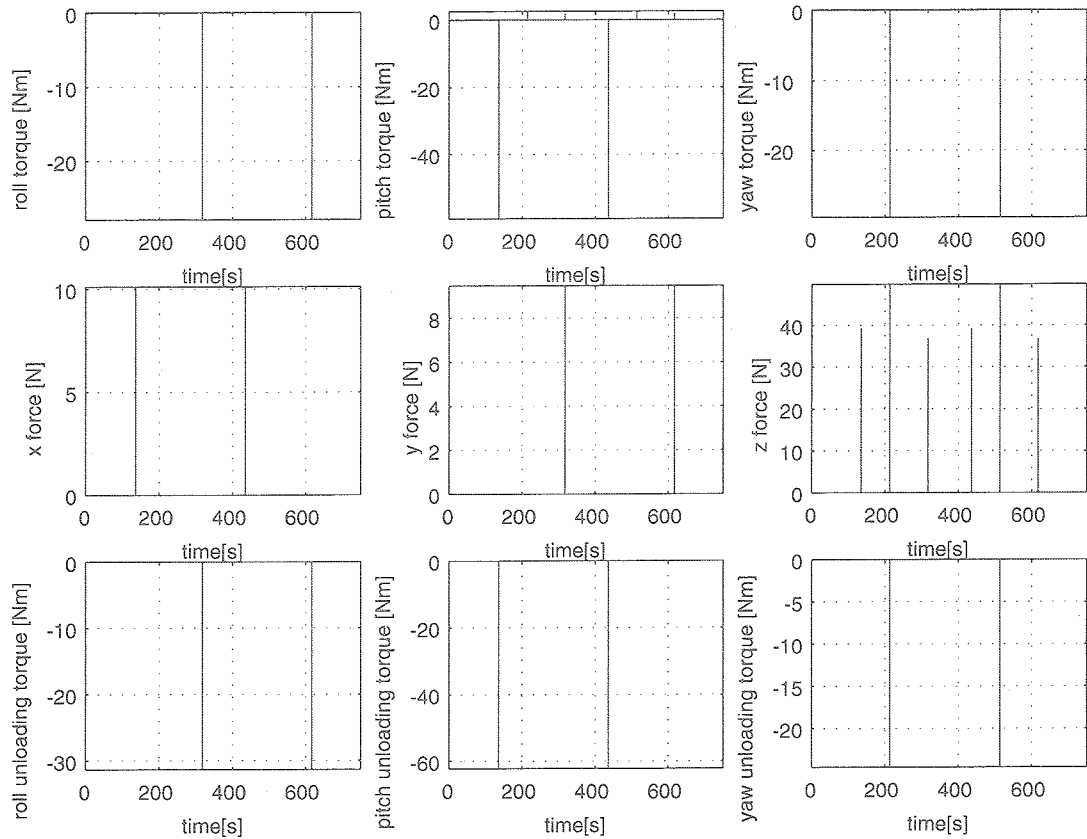 roll torque [Nm]
0
-10
-20
0 200 400 600
time[s]
pitch torque [Nm]
0
-20
-40
0 200 400 600
time[s]
yaw torque [Nm]
0
-10
-20
0 200 400 600
time[s]
x force [N]
10
5
0
0 200 400 600
time[s]
y force [N]
8
6
4
2
0
0 200 400 600
time[s]
z force [N]
40
30
20
10
0
0 200 400 600
time[s]
roll unloading torque [Nm]
0
-10
-20
-30
0 200 400 600
time[s]
pitch unloading torque [Nm]
0
-20
-40
-60
0 200 400 600
time[s]
yaw unloading torque [Nm]
0
-5
-10
-15
-20
0 200 400 600
time[s]